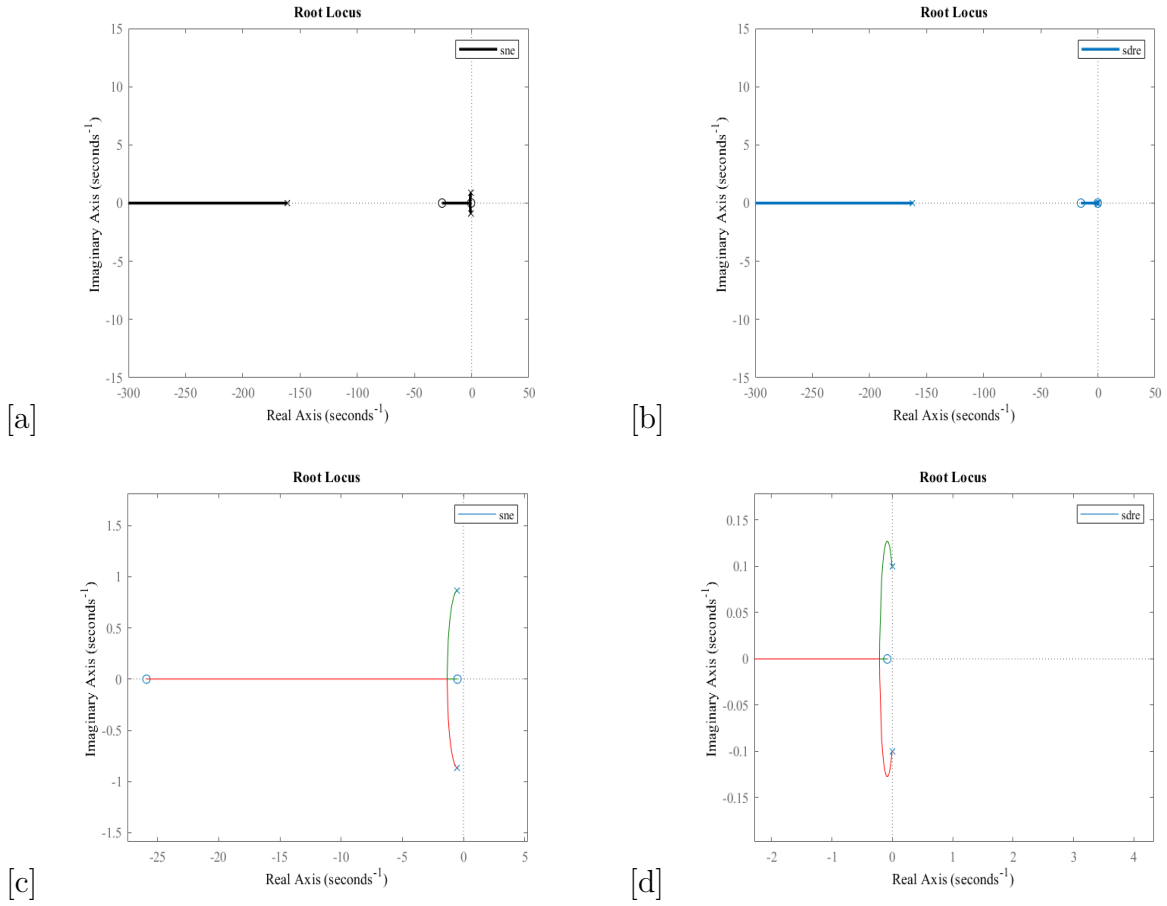 Root Locus
sne
15
10
5
0
-5
-10
-15
Imaginary Axis (seconds⁻¹)
-300 -250 -200 -150 -100 -50 0 50
Real Axis (seconds⁻¹)
[a]
Root Locus
sdre
15
10
5
0
-5
-10
-15
Imaginary Axis (seconds⁻¹)
-300 -250 -200 -150 -100 -50 0 50
Real Axis (seconds⁻¹)
[b]
Root Locus
sne
1.5
1
0.5
0
-0.5
-1
-1.5
Imaginary Axis (seconds⁻¹)
-25 -20 -15 -10 -5 0 5
Real Axis (seconds⁻¹)
[c]
Root Locus
sdre
0.15
0.1
0.05
0
-0.05
-0.1
-0.15
Imaginary Axis (seconds⁻¹)
-2 -1 0 1 2 3 4
Real Axis (seconds⁻¹)
[d]